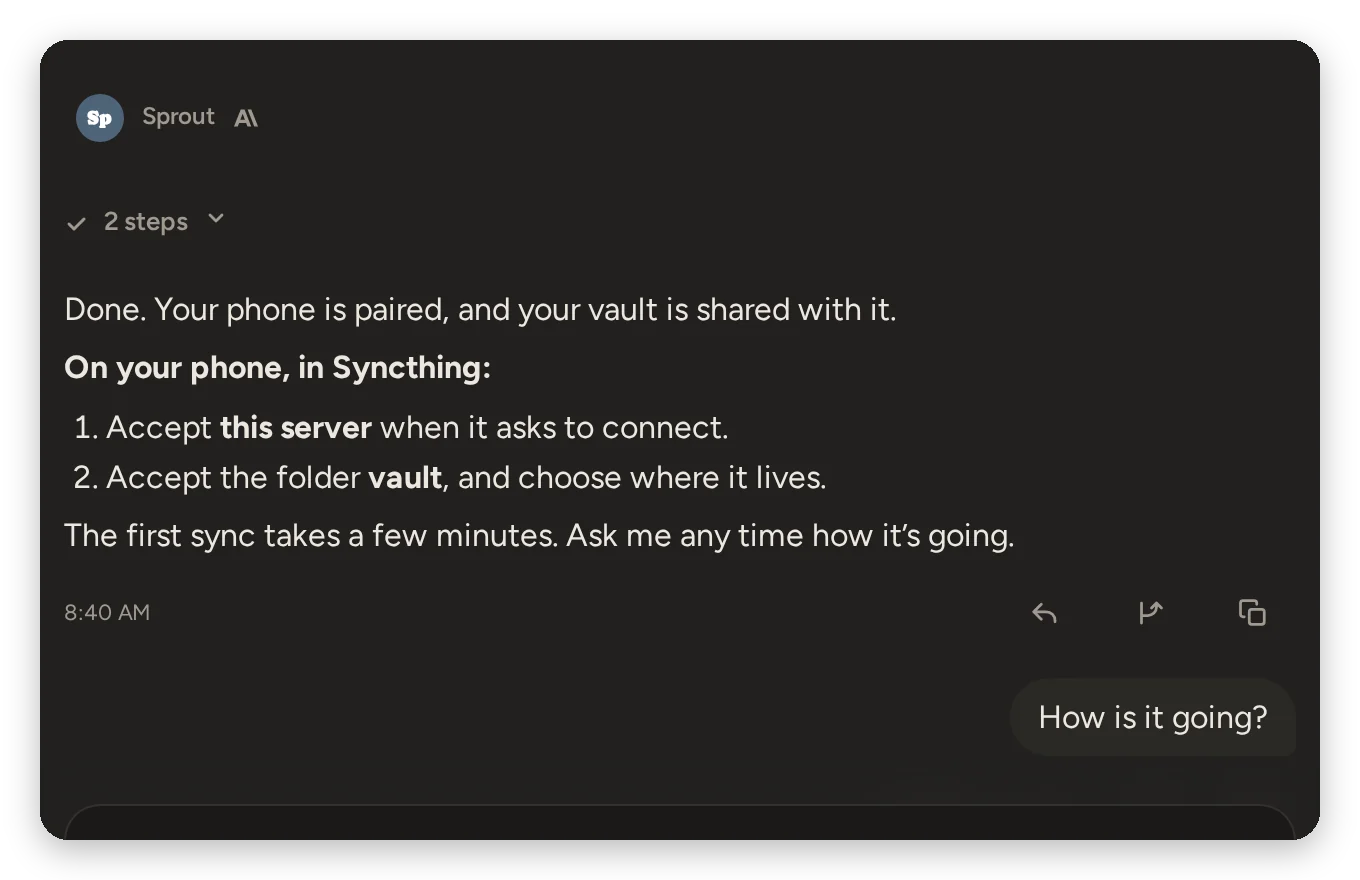 Sp Sprout A\
2 steps
Done. Your phone is paired, and your vault is shared with it.
On your phone, in Syncthing:
1. Accept this server when it asks to connect.
2. Accept the folder vault, and choose where it lives.
The first sync takes a few minutes. Ask me any time how it’s going.
8:40 AM
How is it going?